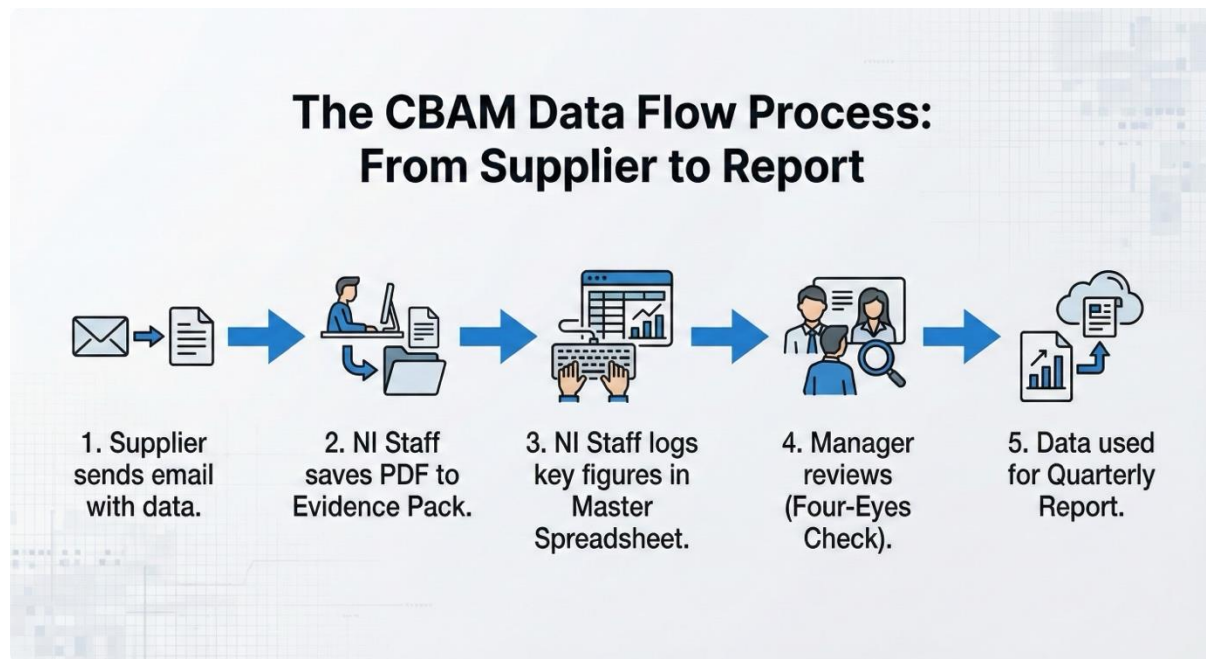 The CBAM Data Flow Process:
From Supplier to Report
1. Supplier
sends email
with data.
2. NI Staff
saves PDF to
Evidence Pack.
3. NI Staff logs
key figures in
Master
Spreadsheet.
4. Manager
reviews
(Four-Eyes
Check).
5. Data used
for Quarterly
Report.